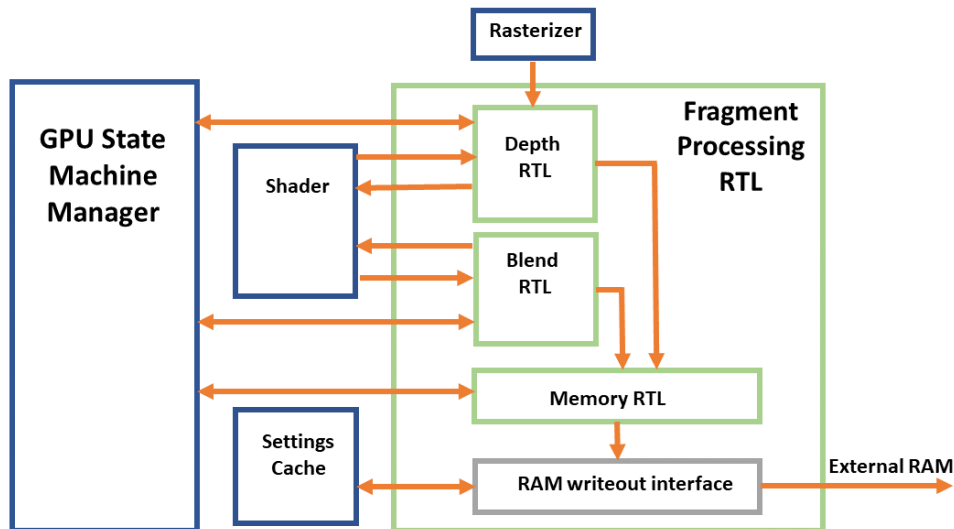 Rasterizer
GPU State
Machine
Manager
Fragment
Processing
RTL
Depth
RTL
Shader
Blend
RTL
Memory RTL
Settings
Cache
RAM writeout interface
External RAM